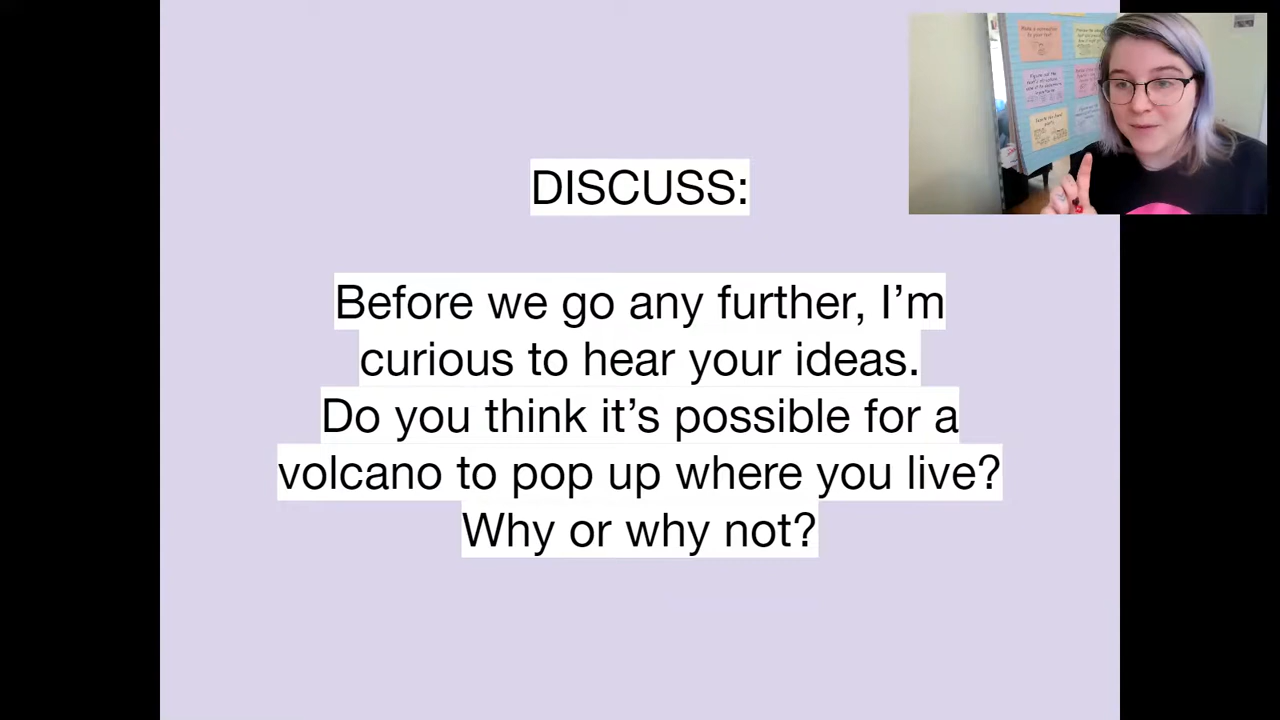 DISCUSS:
Before we go any further, I’m
curious to hear your ideas.
Do you think it’s possible for a
volcano to pop up where you live?
Why or why not?